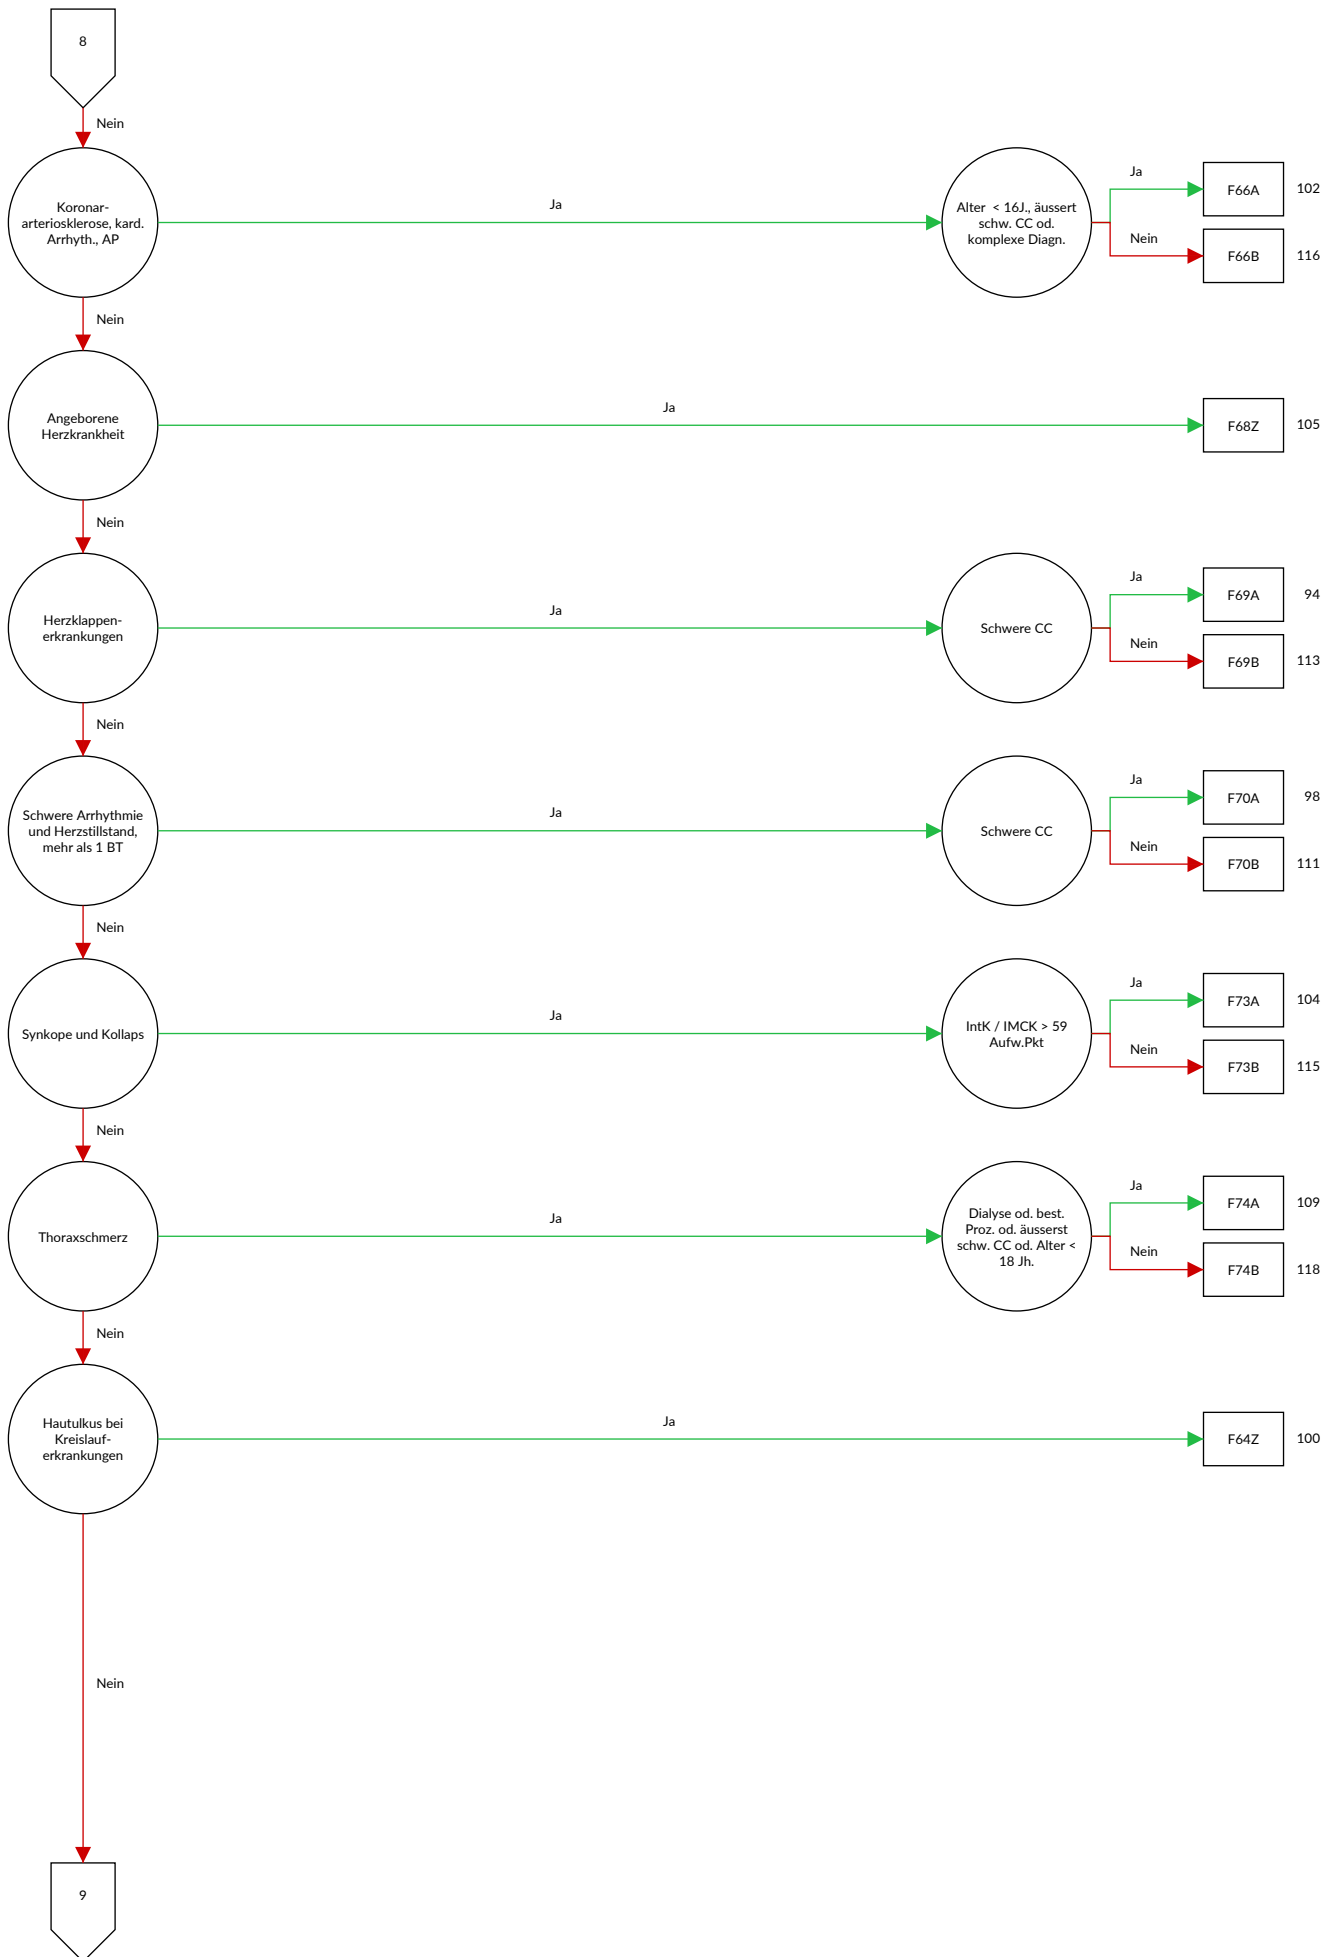 8
Nein
Koronar-
arteriosklerose, kard.
Arrhyth., AP
Ja
Alter < 16J., äussert
schw. CC od.
komplexe Diagn.
Ja
F66A
102
Nein
F66B
116
Nein
Angeborene
Herzkrankheit
Ja
F68Z
105
Nein
Herzklappen-
erkrankungen
Ja
Schwere CC
Ja
F69A
94
Nein
F69B
113
Nein
Schwere Arrhythmie
und Herzstillstand,
mehr als 1 BT
Ja
Schwere CC
Ja
F70A
98
Nein
F70B
111
Nein
Synkope und Kollaps
Ja
IntK / IMCK > 59
Aufw.Pkt
Ja
F73A
104
Nein
F73B
115
Nein
Thoraxschmerz
Ja
Dialyse od. best.
Proz. od. äusserst
schw. CC od. Alter <
18 Jh.
Ja
F74A
109
Nein
F74B
118
Nein
Hautulkus bei
Kreislauf-
erkrankungen
Ja
F64Z
100
Nein
9